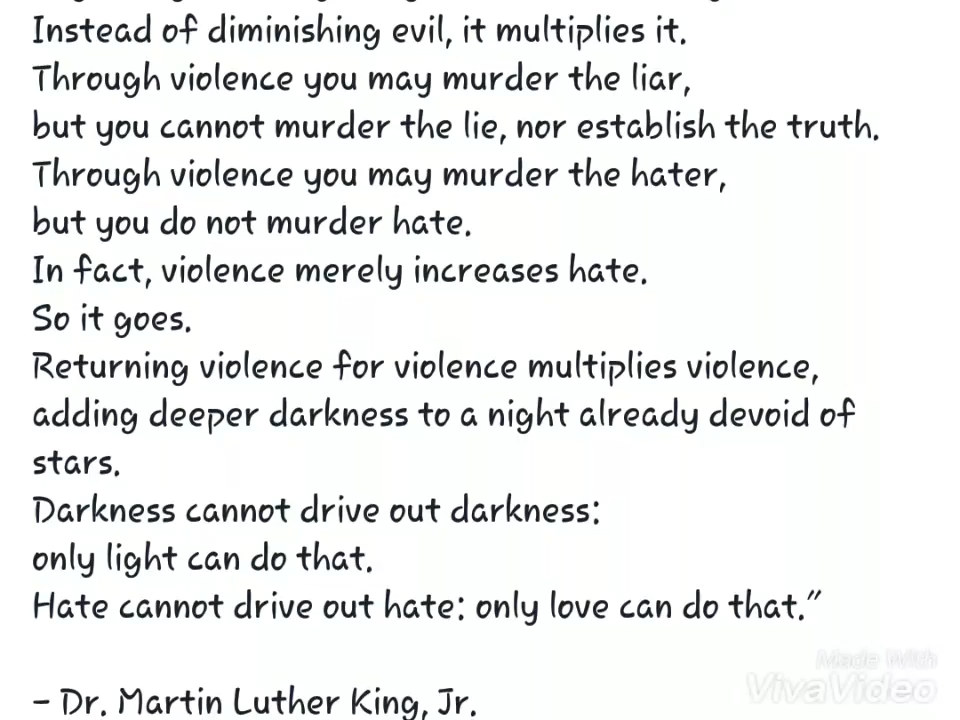 Instead of diminishing evil, it multiplies it.
Through violence you may murder the liar,
but you cannot murder the lie, nor establish the truth.
Through violence you may murder the hater,
but you do not murder hate.
In fact, violence merely increases hate.
So it goes.
Returning violence for violence multiplies violence,
adding deeper darkness to a night already devoid of
stars.
Darkness cannot drive out darkness:
only light can do that.
Hate cannot drive out hate: only love can do that.”
– Dr. Martin Luther King, Jr.
Made With
VivaVideo